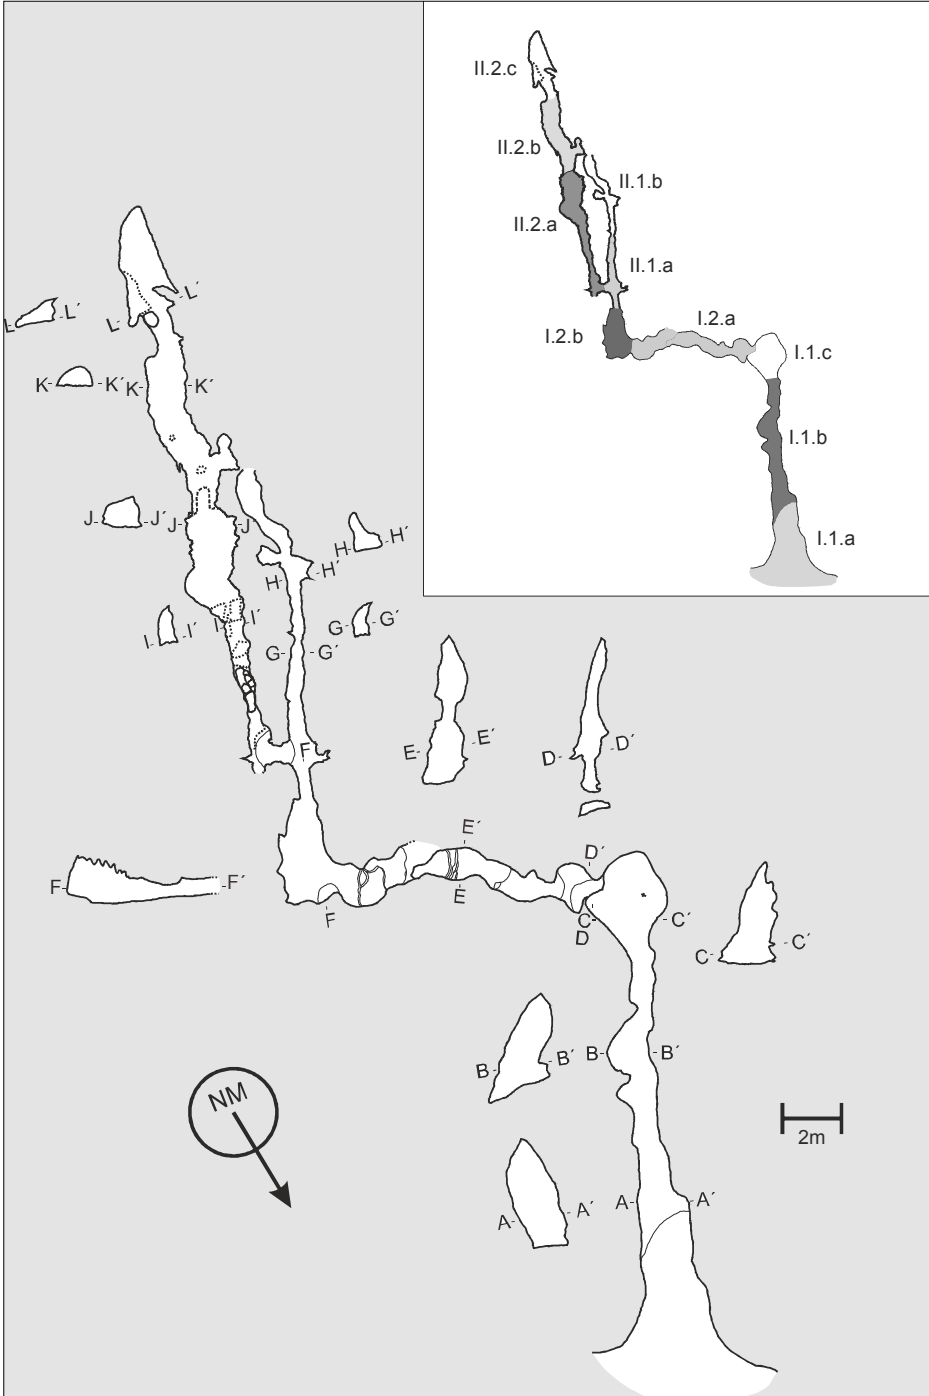 II.2.c
II.2.b
II.1.b
II.2.a
II.1.a
I.2.b
I.2.a
I.1.c
I.1.b
I.1.a
L L´
L L´
K K´ K K´
J J´ J J
H H´
H H´
I I´ I I´
G G´
G G´
F
E E´
D D´
E´
D´
F F´
E
F
C
D
C´
C C´
B B´
B B´
NM
2m
A A´
A A´